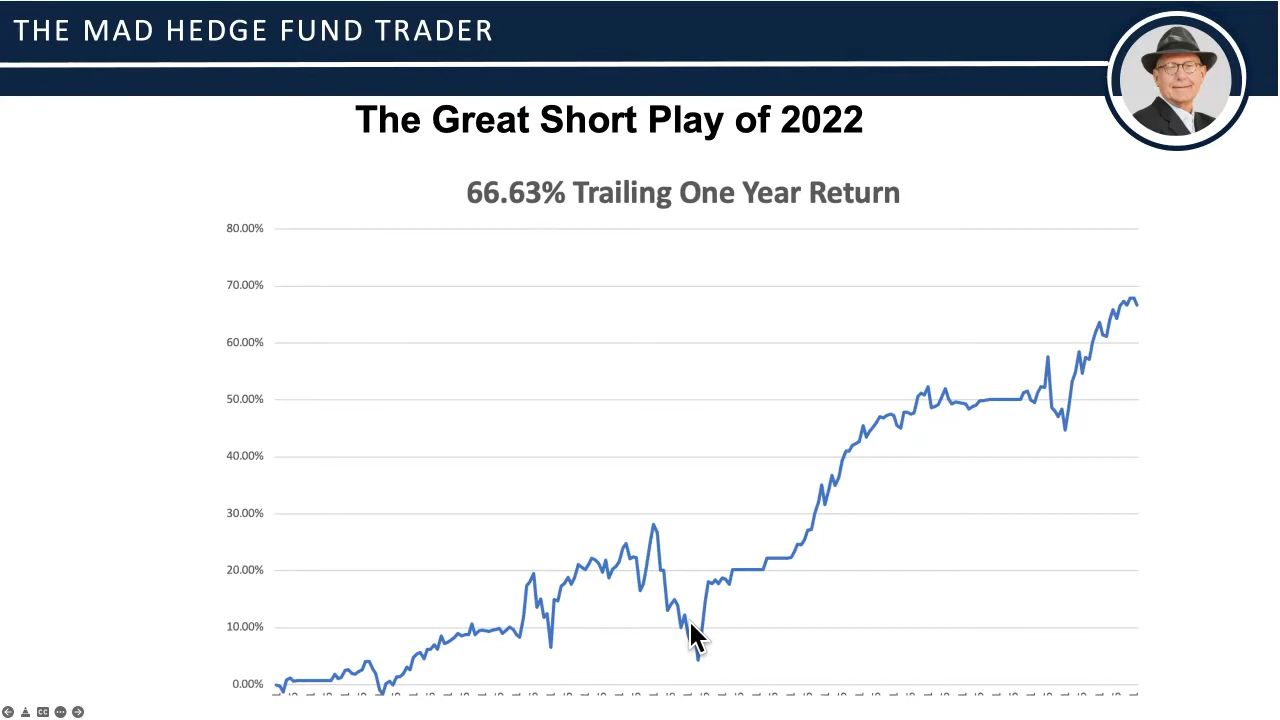 THE MAD HEDGE FUND TRADER
The Great Short Play of 2022
66.63% Trailing One Year Return
80.00%
70.00%
60.00%
50.00%
40.00%
30.00%
20.00%
10.00%
0.00%
CC